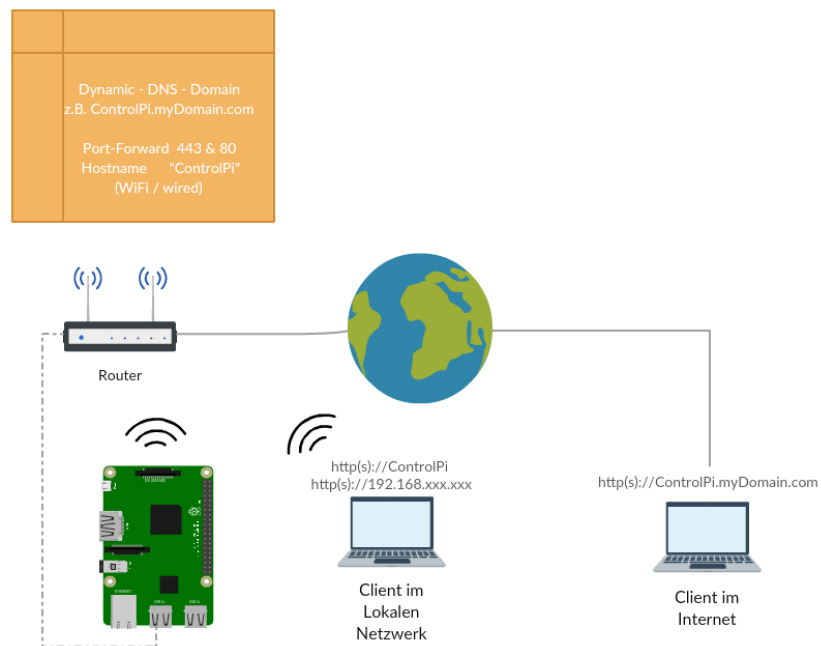 Dynamic - DNS - Domain
z.B. ControlPi.myDomain.com
Port-Forward 443 & 80
Hostname "ControlPi"
(WiFi / wired)
Router
http(s)://ControlPi
http(s)://192.168.xxx.xxx
http(s)://ControlPi.myDomain.com
Client im
Lokalen
Netzwerk
Client im
Internet
ETHERNET